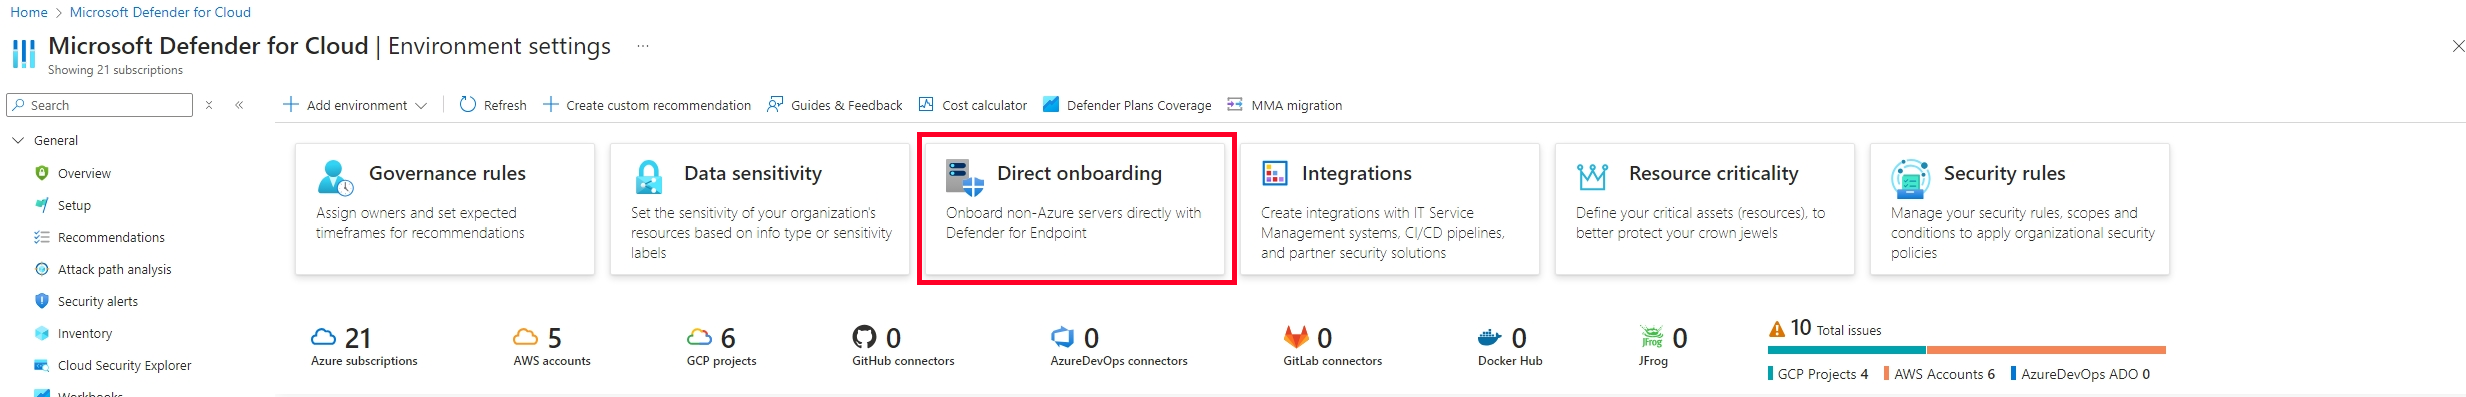 Home > Microsoft Defender for Cloud
Microsoft Defender for Cloud | Environment settings ...
Showing 21 subscriptions
Search
General
Overview
Setup
Recommendations
Attack path analysis
Security alerts
Inventory
Cloud Security Explorer
Workbooks
Add environment
Refresh
Create custom recommendation
Guides & Feedback
Cost calculator
Defender Plans Coverage
MMA migration
Governance rules
Assign owners and set expected
timeframes for recommendations
Data sensitivity
Set the sensitivity of your organization's
resources based on info type or sensitivity
labels
Direct onboarding
Onboard non-Azure servers directly with
Defender for Endpoint
Integrations
Create integrations with IT Service
Management systems, CI/CD pipelines,
and partner security solutions
Resource criticality
Define your critical assets (resources), to
better protect your crown jewels
Security rules
Manage your security rules, scopes and
conditions to apply organizational security
policies
21
Azure subscriptions
5
AWS accounts
6
GCP projects
0
GitHub connectors
0
AzureDevOps connectors
0
GitLab connectors
0
Docker Hub
JFrog 0
JFrog
10 Total issues
GCP Projects 4 AWS Accounts 6 AzureDevOps ADO 0